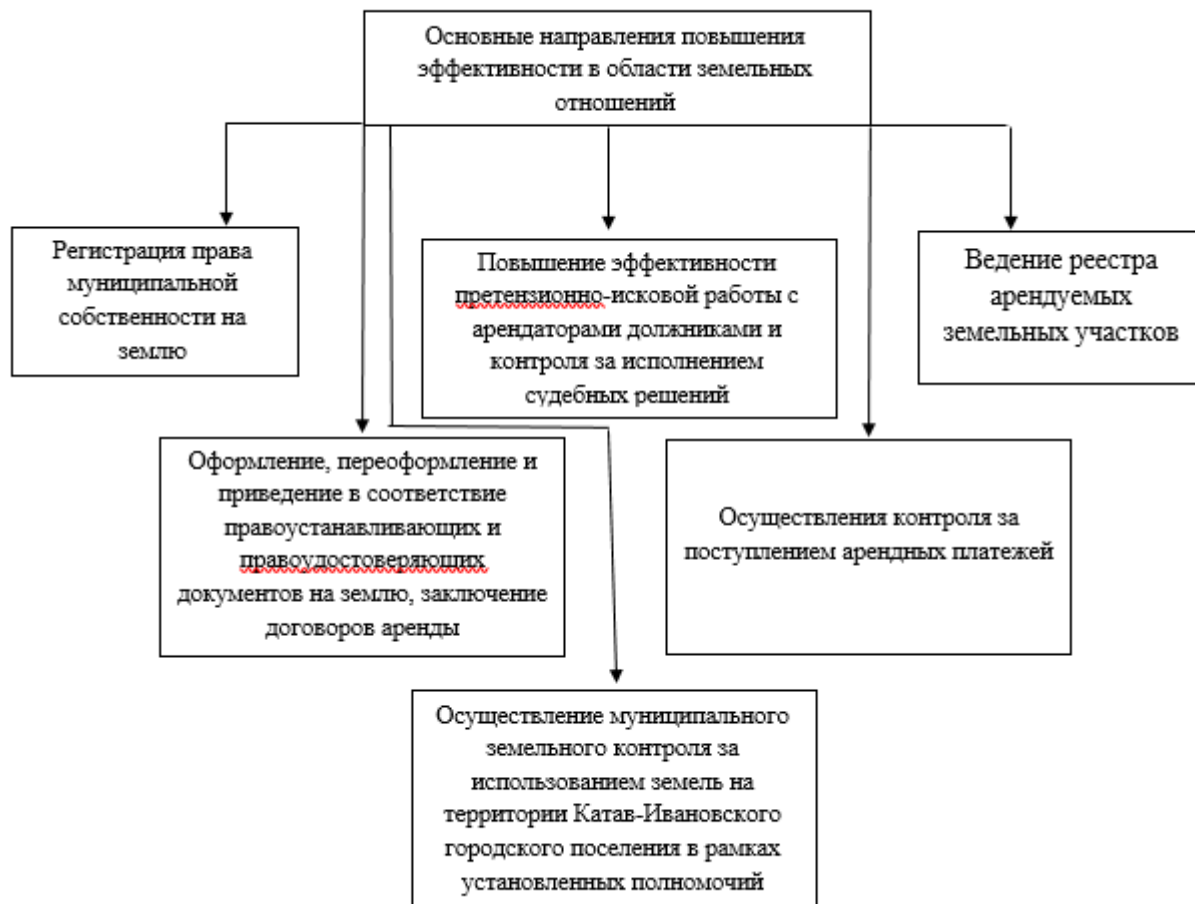 Основные направления повышения
эффективности в области земельных
отношений
Регистрация права
муниципальной
собственности на
землю
Повышение эффективности
претензионно-исковой работы с
арендаторами должниками и
контроля за исполнением
судебных решений
Ведение реестра
арендуемых
земельных участков
Оформление, переоформление и
приведение в соответствие
правоустанавливающих и
правоудостоверяющих
документов на землю, заключение
договоров аренды
Осуществления контроля за
поступлением арендных платежей
Осуществление муниципального
земельного контроля за
использованием земель на
территории Катав-Ивановского
городского поселения в рамках
установленных полномочий